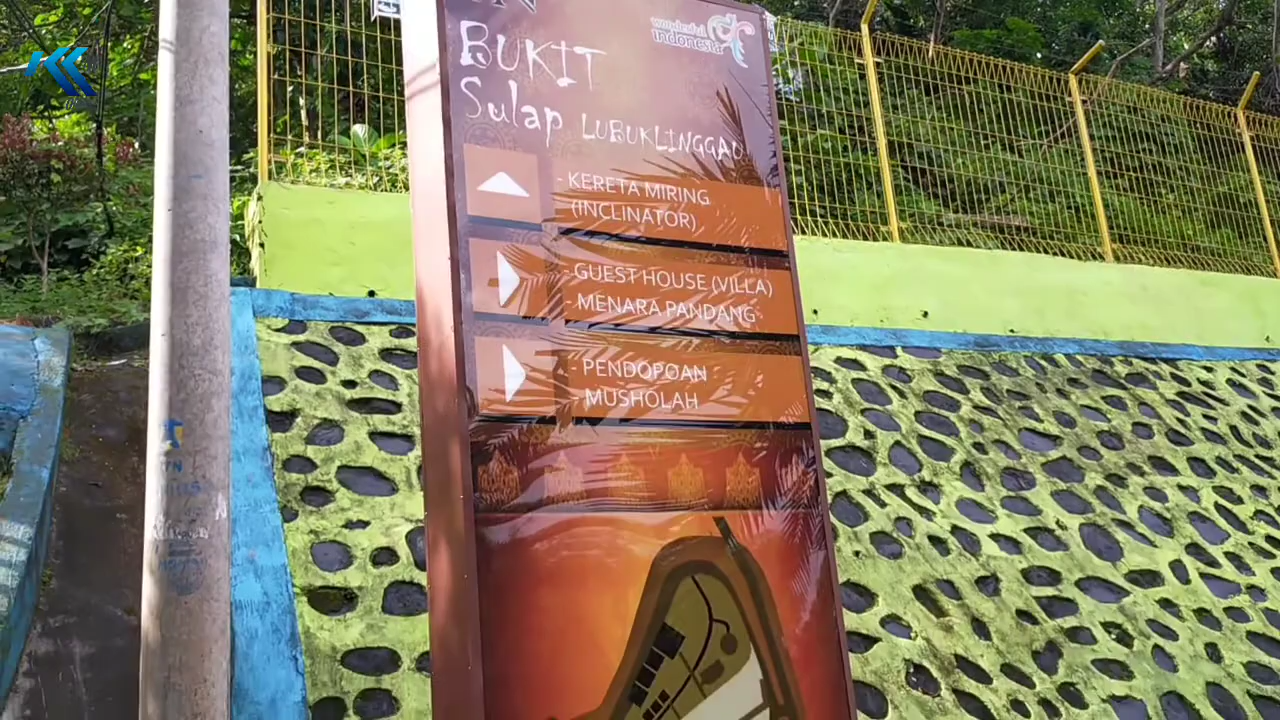 BUKIT
Sulap LUBUKLINGGAU
wonderful
indonesia
- KERETA MIRING
(INCLINATOR)
- GUEST HOUSE (VILLA)
- MENARA PANDANG
- PENDOPOAN
- MUSHOLAH